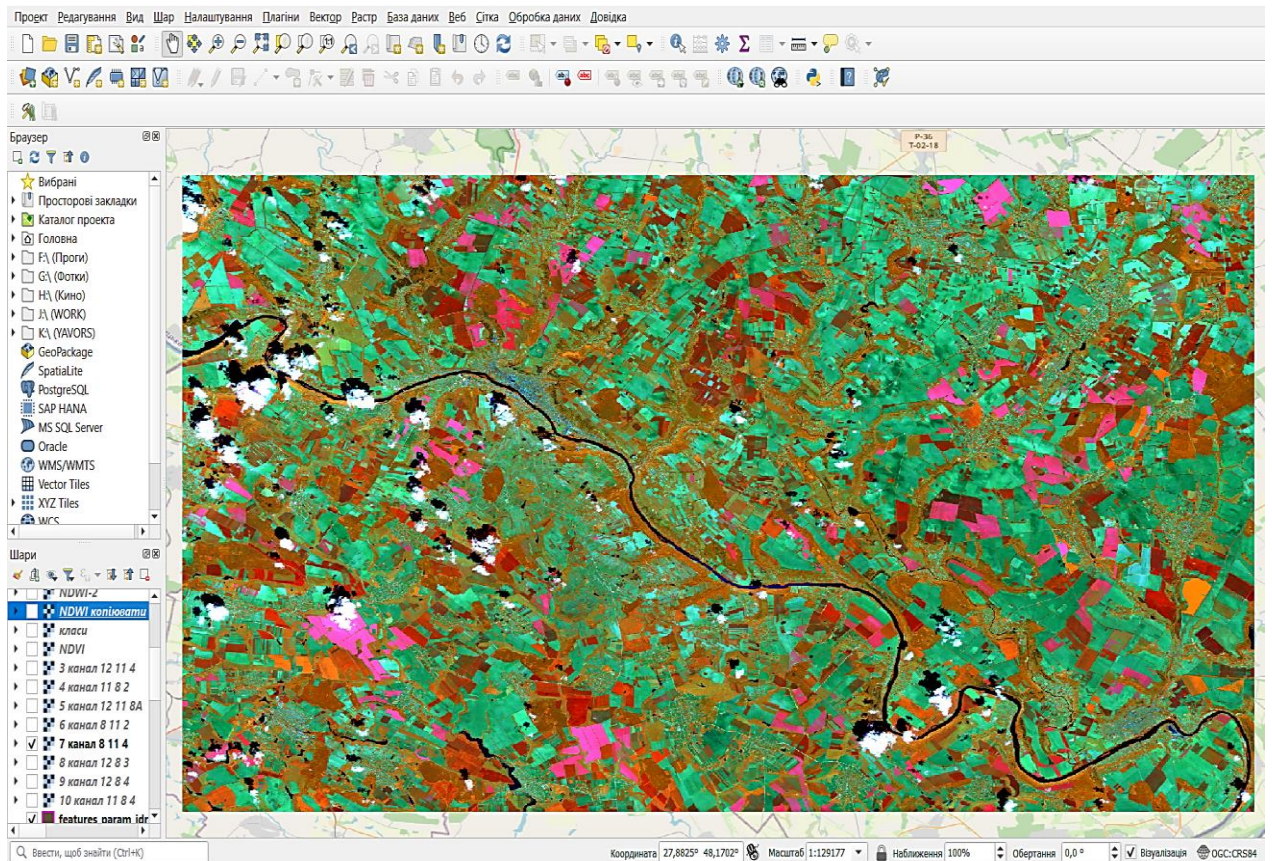 Проект Редагування Вид Шар Налаштування Плагіни Вектор Растр База даних Веб Сітка Обробка даних Довідка
Браузер
Вибрані
Просторові закладки
Каталог проекта
Головна
F:\ (Проги)
G:\ (Фотки)
H:\ (Кино)
J:\ (WORK)
K:\ (YAVORS)
GeoPackage
SpatiaLite
PostgreSQL
SAP HANA
MS SQL Server
Oracle
WMS/WMTS
Vector Tiles
XYZ Tiles
WCS
Шари
NDWI-2
NDWI копіювати
класи
NDVI
3 канал 12 11 4
4 канал 11 8 2
5 канал 12 11 8A
6 канал 8 11 2
7 канал 8 11 4
8 канал 12 8 3
9 канал 12 8 4
10 канал 11 8 4
features_param_idr
P-36
T-02-18
Ввести, щоб знайти (Ctrl+K)
Координата 27,8825° 48,1702° Масштаб 1:129177 Наближення 100% Обертання 0,0 ° Візуалізація OGC:CRS84